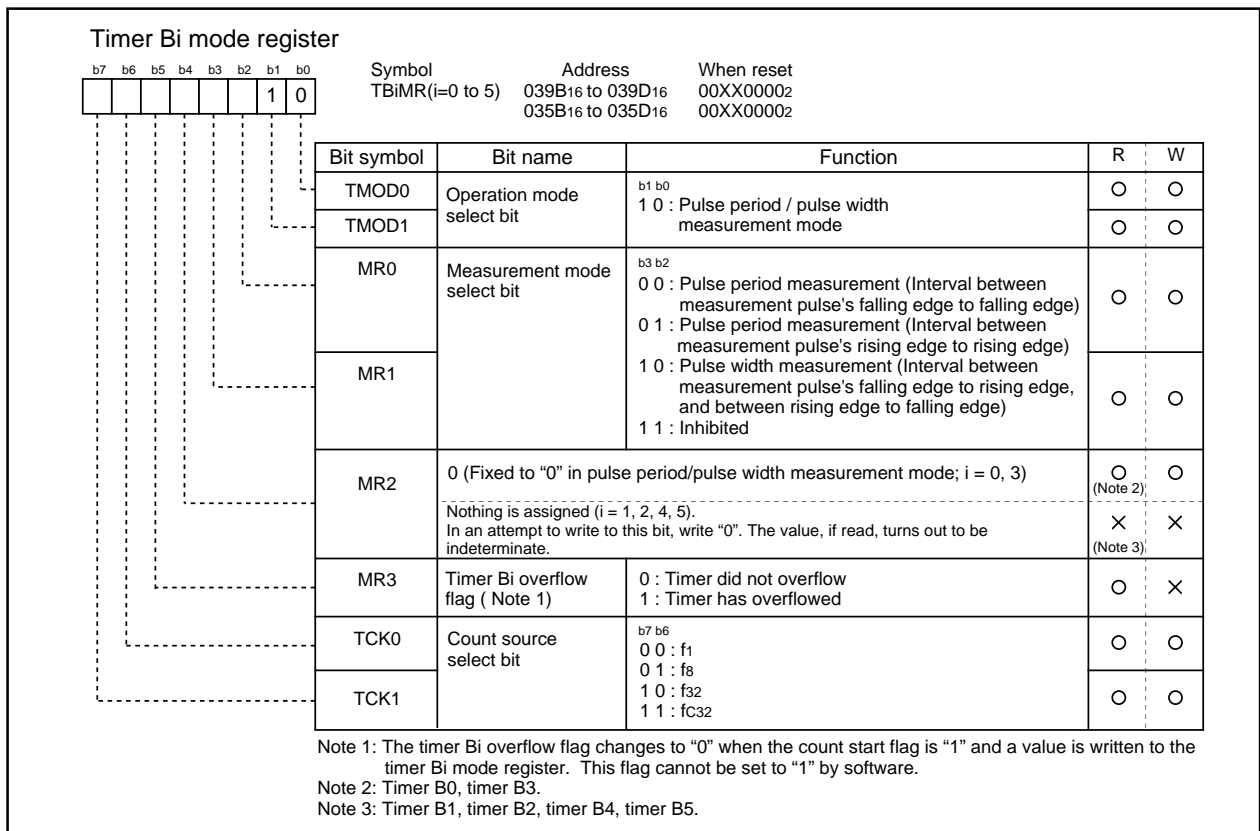 Timer Bi mode register
b7 b6 b5 b4 b3 b2 b1 b0
1 0
Symbol Address When reset
TBiMR(i=0 to 5) 039B16 to 039D16 00XX00002
035B16 to 035D16 00XX00002
Bit symbol Bit name Function R W
TMOD0 Operation mode select bit
TMOD1
b1 b0
1 0 : Pulse period / pulse width
measurement mode
MR0 Measurement mode select bit
MR1
b3 b2
0 0 : Pulse period measurement (Interval between
measurement pulse's falling edge to falling edge)
0 1 : Pulse period measurement (Interval between
measurement pulse's rising edge to rising edge)
1 0 : Pulse width measurement (Interval between
measurement pulse's falling edge to rising edge,
and between rising edge to falling edge)
1 1 : Inhibited
MR2
0 (Fixed to “0” in pulse period/pulse width measurement mode; i = 0, 3)
(Note 2)
Nothing is assigned (i = 1, 2, 4, 5).
In an attempt to write to this bit, write “0”. The value, if read, turns out to be
indeterminate.
(Note 3)
MR3 Timer Bi overflow
flag ( Note 1)
0 : Timer did not overflow
1 : Timer has overflowed
TCK0 Count source
select bit
TCK1
b7 b6
0 0 : f1
0 1 : f8
1 0 : f32
1 1 : fC32
Note 1: The timer Bi overflow flag changes to “0” when the count start flag is “1” and a value is written to the
timer Bi mode register. This flag cannot be set to “1” by software.
Note 2: Timer B0, timer B3.
Note 3: Timer B1, timer B2, timer B4, timer B5.